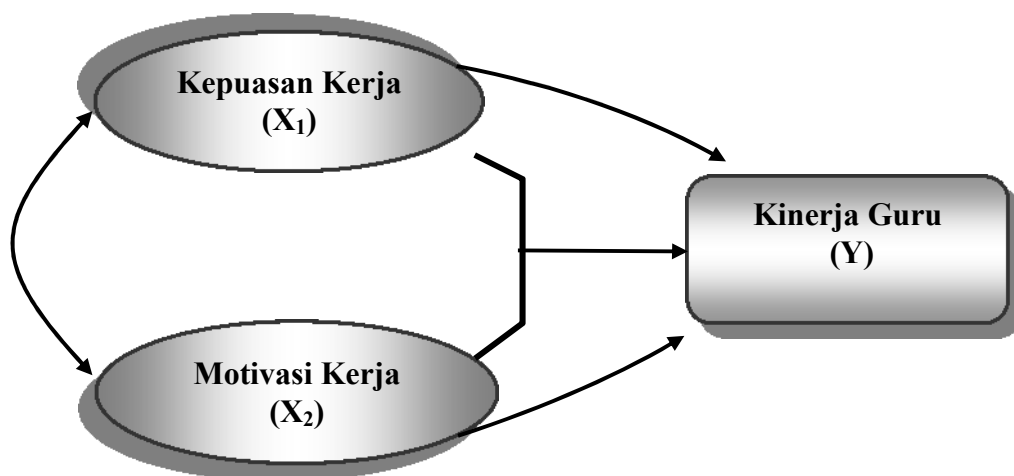 Kepuasan Kerja
(X₁)
Kinerja Guru
(Y)
Motivasi Kerja
(X₂)